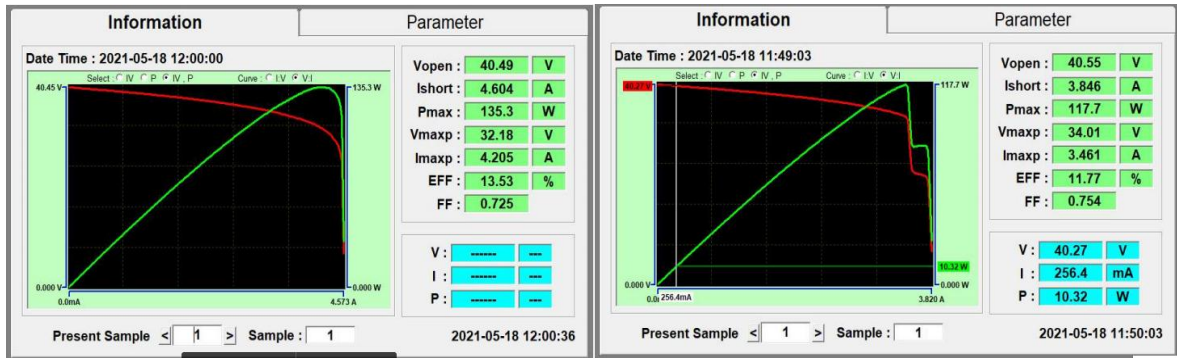 Information
Parameter
Date Time : 2021-05-18 12:00:00
Select : IV P IV , P Curve : I:V V:I
40.45 V
135.3 W
0.000 V
0.000 W
0.0mA
4.573 A
Vopen : 40.49 V
Ishort : 4.604 A
Pmax : 135.3 W
Vmaxp : 32.18 V
Imaxp : 4.205 A
EFF : 13.53 %
FF : 0.725
V : ------ ---
I : ------ ---
P : ------ ---
Present Sample < 1 > Sample : 1
2021-05-18 12:00:36
Information
Parameter
Date Time : 2021-05-18 11:49:03
Select : IV P IV , P Curve : I:V V:I
40.27 V
117.7 W
10.32 W
0.000 V
0.000 W
256.4mA
3.820 A
Vopen : 40.55 V
Ishort : 3.846 A
Pmax : 117.7 W
Vmaxp : 34.01 V
Imaxp : 3.461 A
EFF : 11.77 %
FF : 0.754
V : 40.27 V
I : 256.4 mA
P : 10.32 W
Present Sample < 1 > Sample : 1
2021-05-18 11:50:03